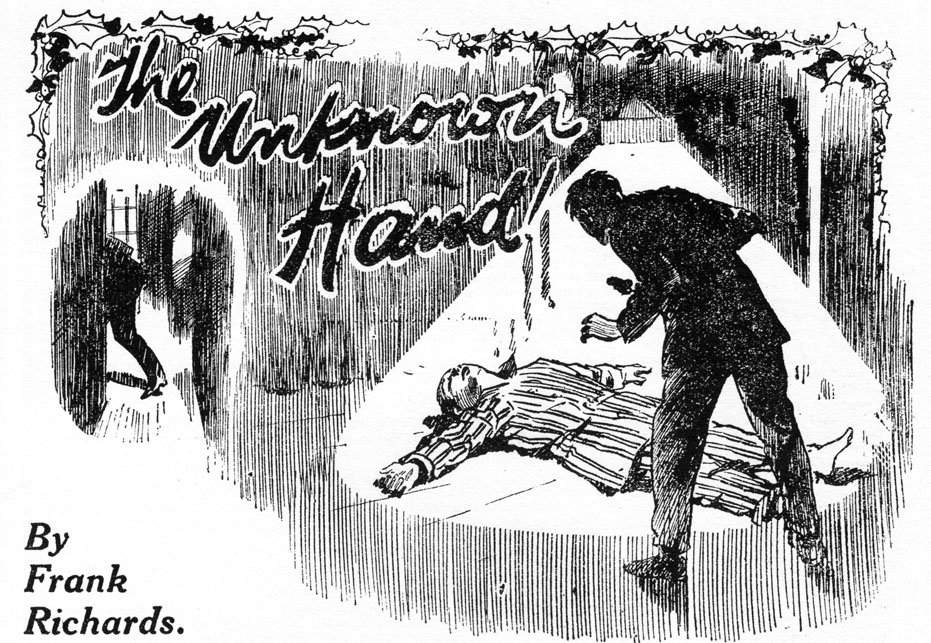 The
Unknown
Hand!
By
Frank
Richards.